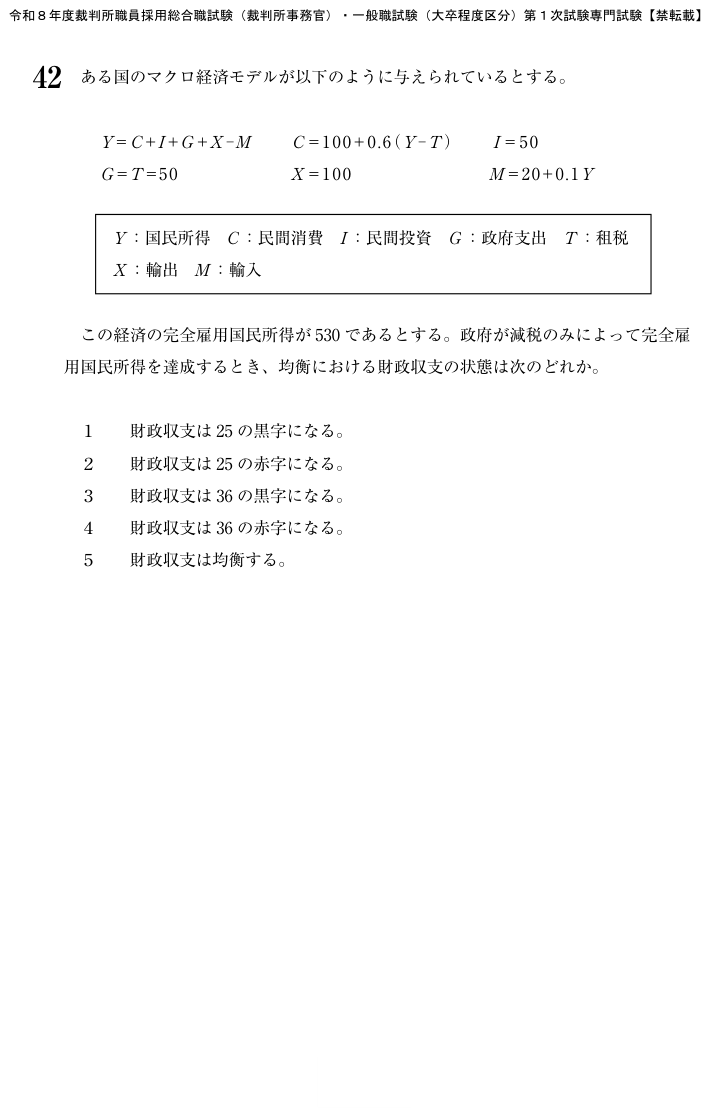 令和８年度裁判所職員採用総合職試験（裁判所事務官）・一般職試験（大卒程度区分）第１次試験専門試験【禁転載】
42 ある国のマクロ経済モデルが以下のように与えられているとする。
Y＝C＋I＋G＋X－M C＝100＋0.6（Y－T） I＝50
G＝T＝50 X＝100 M＝20＋0.1Y
Y：国民所得 C：民間消費 I：民間投資 G：政府支出 T：租税
X：輸出 M：輸入
この経済の完全雇用国民所得が 530 であるとする。政府が減税のみによって完全雇
用国民所得を達成するとき、均衡における財政収支の状態は次のどれか。
1 財政収支は 25 の黒字になる。
2 財政収支は 25 の赤字になる。
3 財政収支は 36 の黒字になる。
4 財政収支は 36 の赤字になる。
5 財政収支は均衡する。